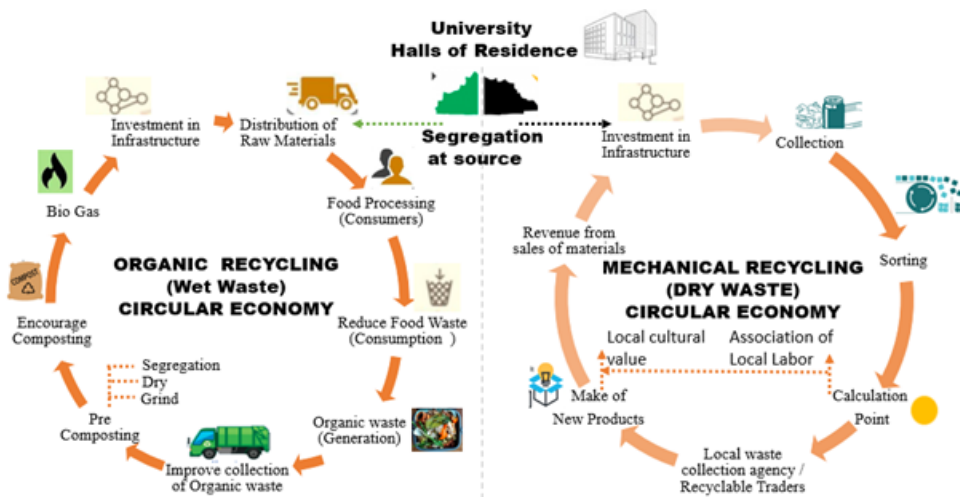 University
Halls of Residence
Segregation
at source
Investment in
Infrastructure
Distribution of
Raw Materials
Food Processing
(Consumers)
Reduce Food Waste
(Consumption )
Organic waste
(Generation)
Improve collection
of Organic waste
Pre
Composting
Segregation
Dry
Grind
Encourage
Composting
COMPOST
Bio Gas
ORGANIC RECYCLING
(Wet Waste)
CIRCULAR ECONOMY
Investment in
Infrastructure
Collection
Sorting
Calculation
Point
Local waste
collection agency /
Recyclable Traders
Make of
New Products
Revenue from
sales of materials
MECHANICAL RECYCLING
(DRY WASTE)
CIRCULAR ECONOMY
Local cultural
value
Association of
Local Labor